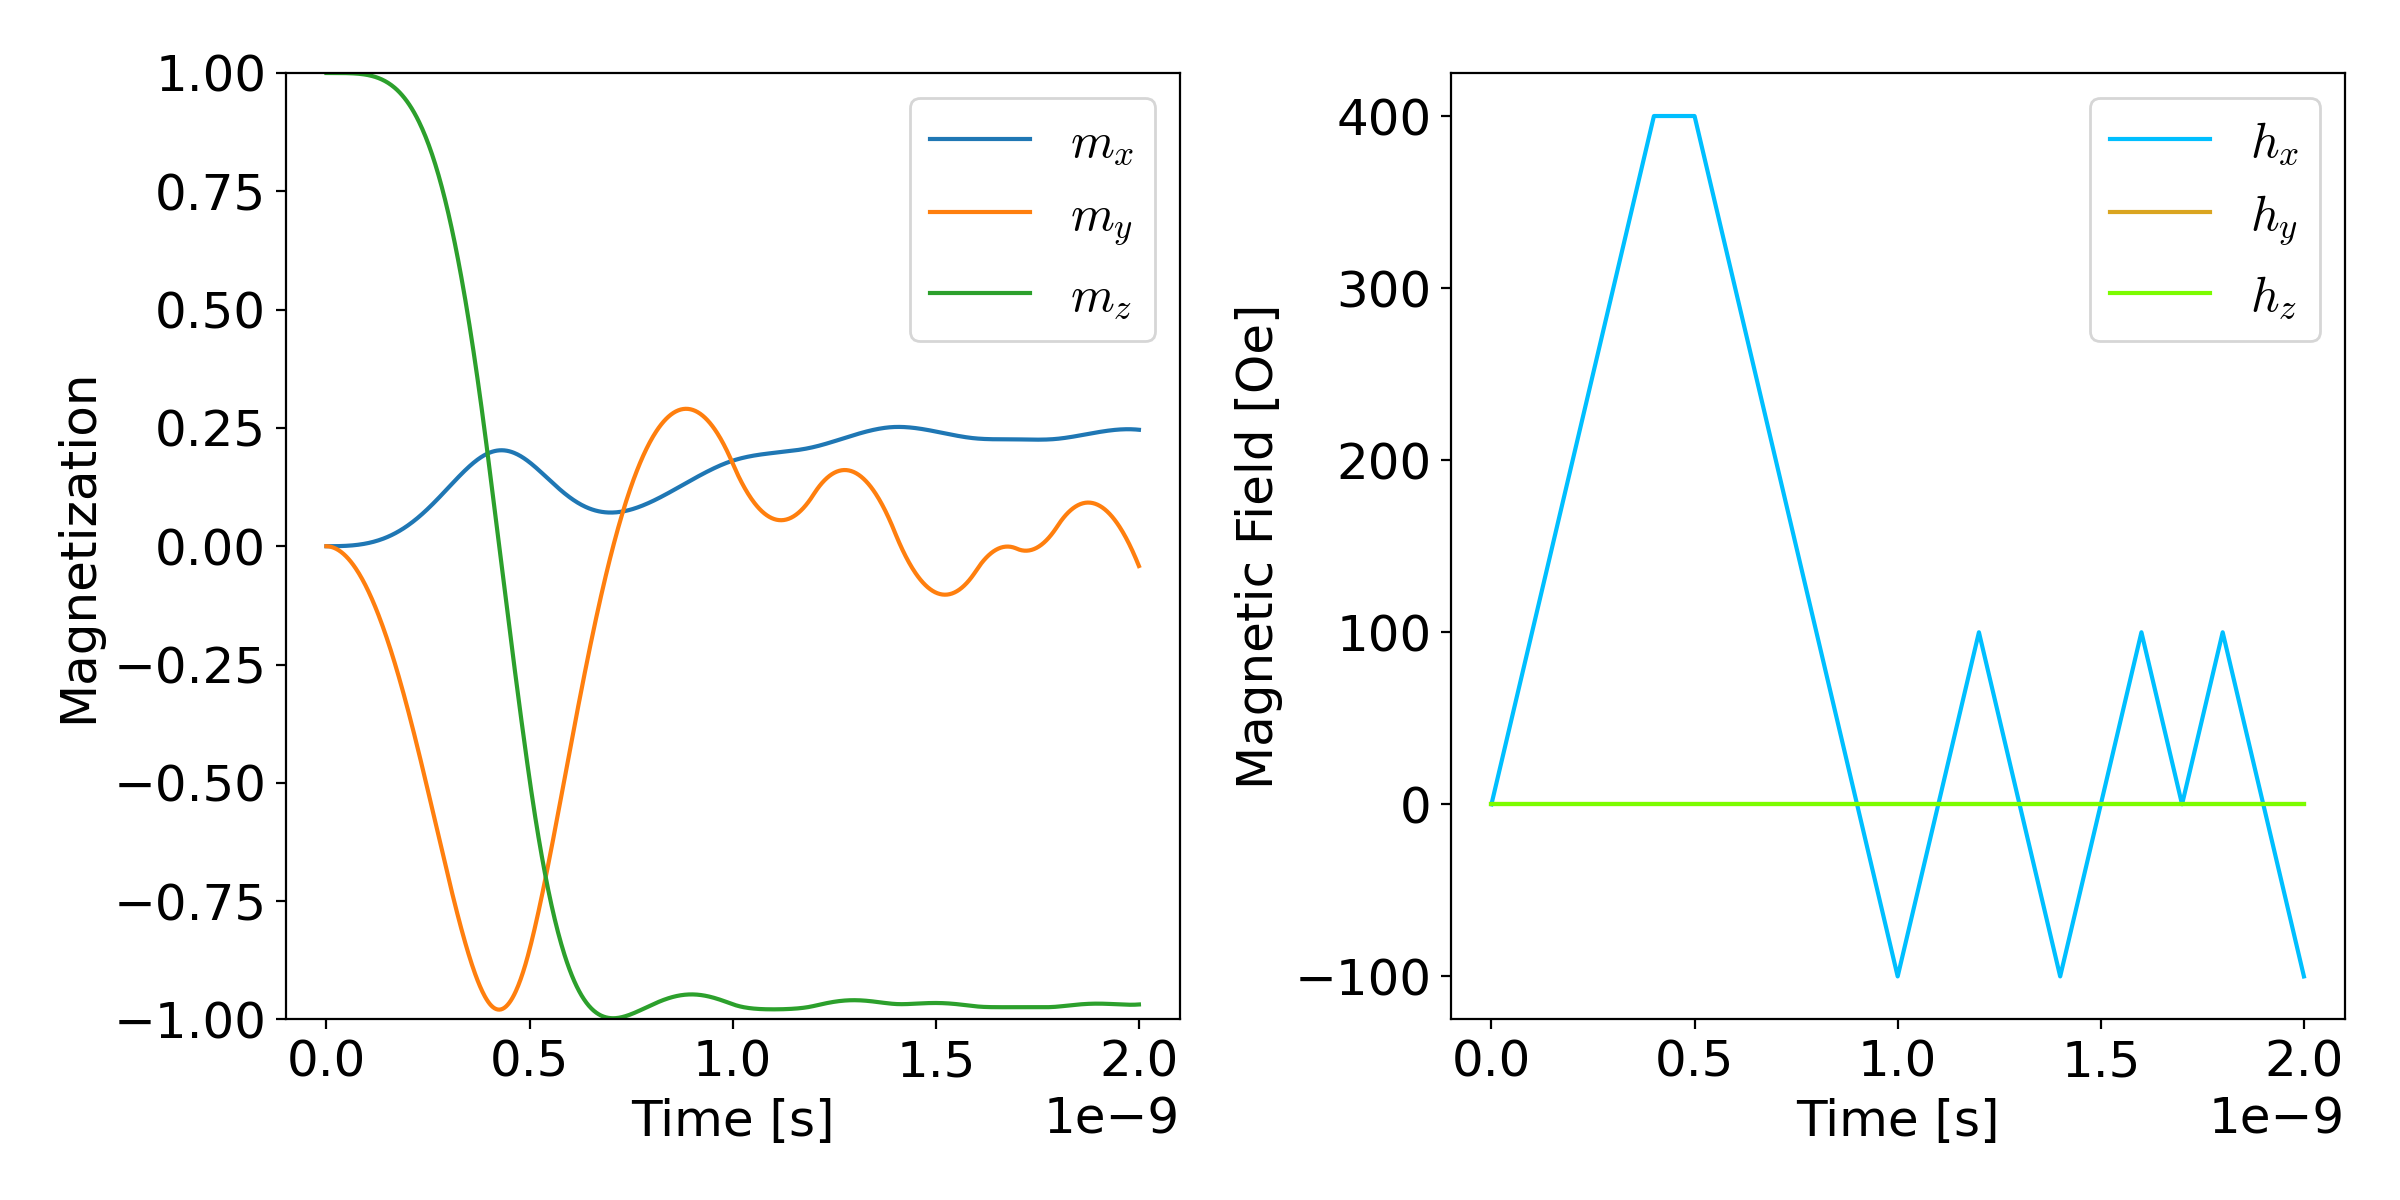 Magnetization
1.00
0.75
0.50
0.25
0.00
−0.25
−0.50
−0.75
−1.00
0.0 0.5 1.0 1.5 2.0
Time [s]
1e−9
m_x
m_y
m_z
Magnetic Field [Oe]
400
300
200
100
0
−100
0.0 0.5 1.0 1.5 2.0
Time [s]
1e−9
h_x
h_y
h_z